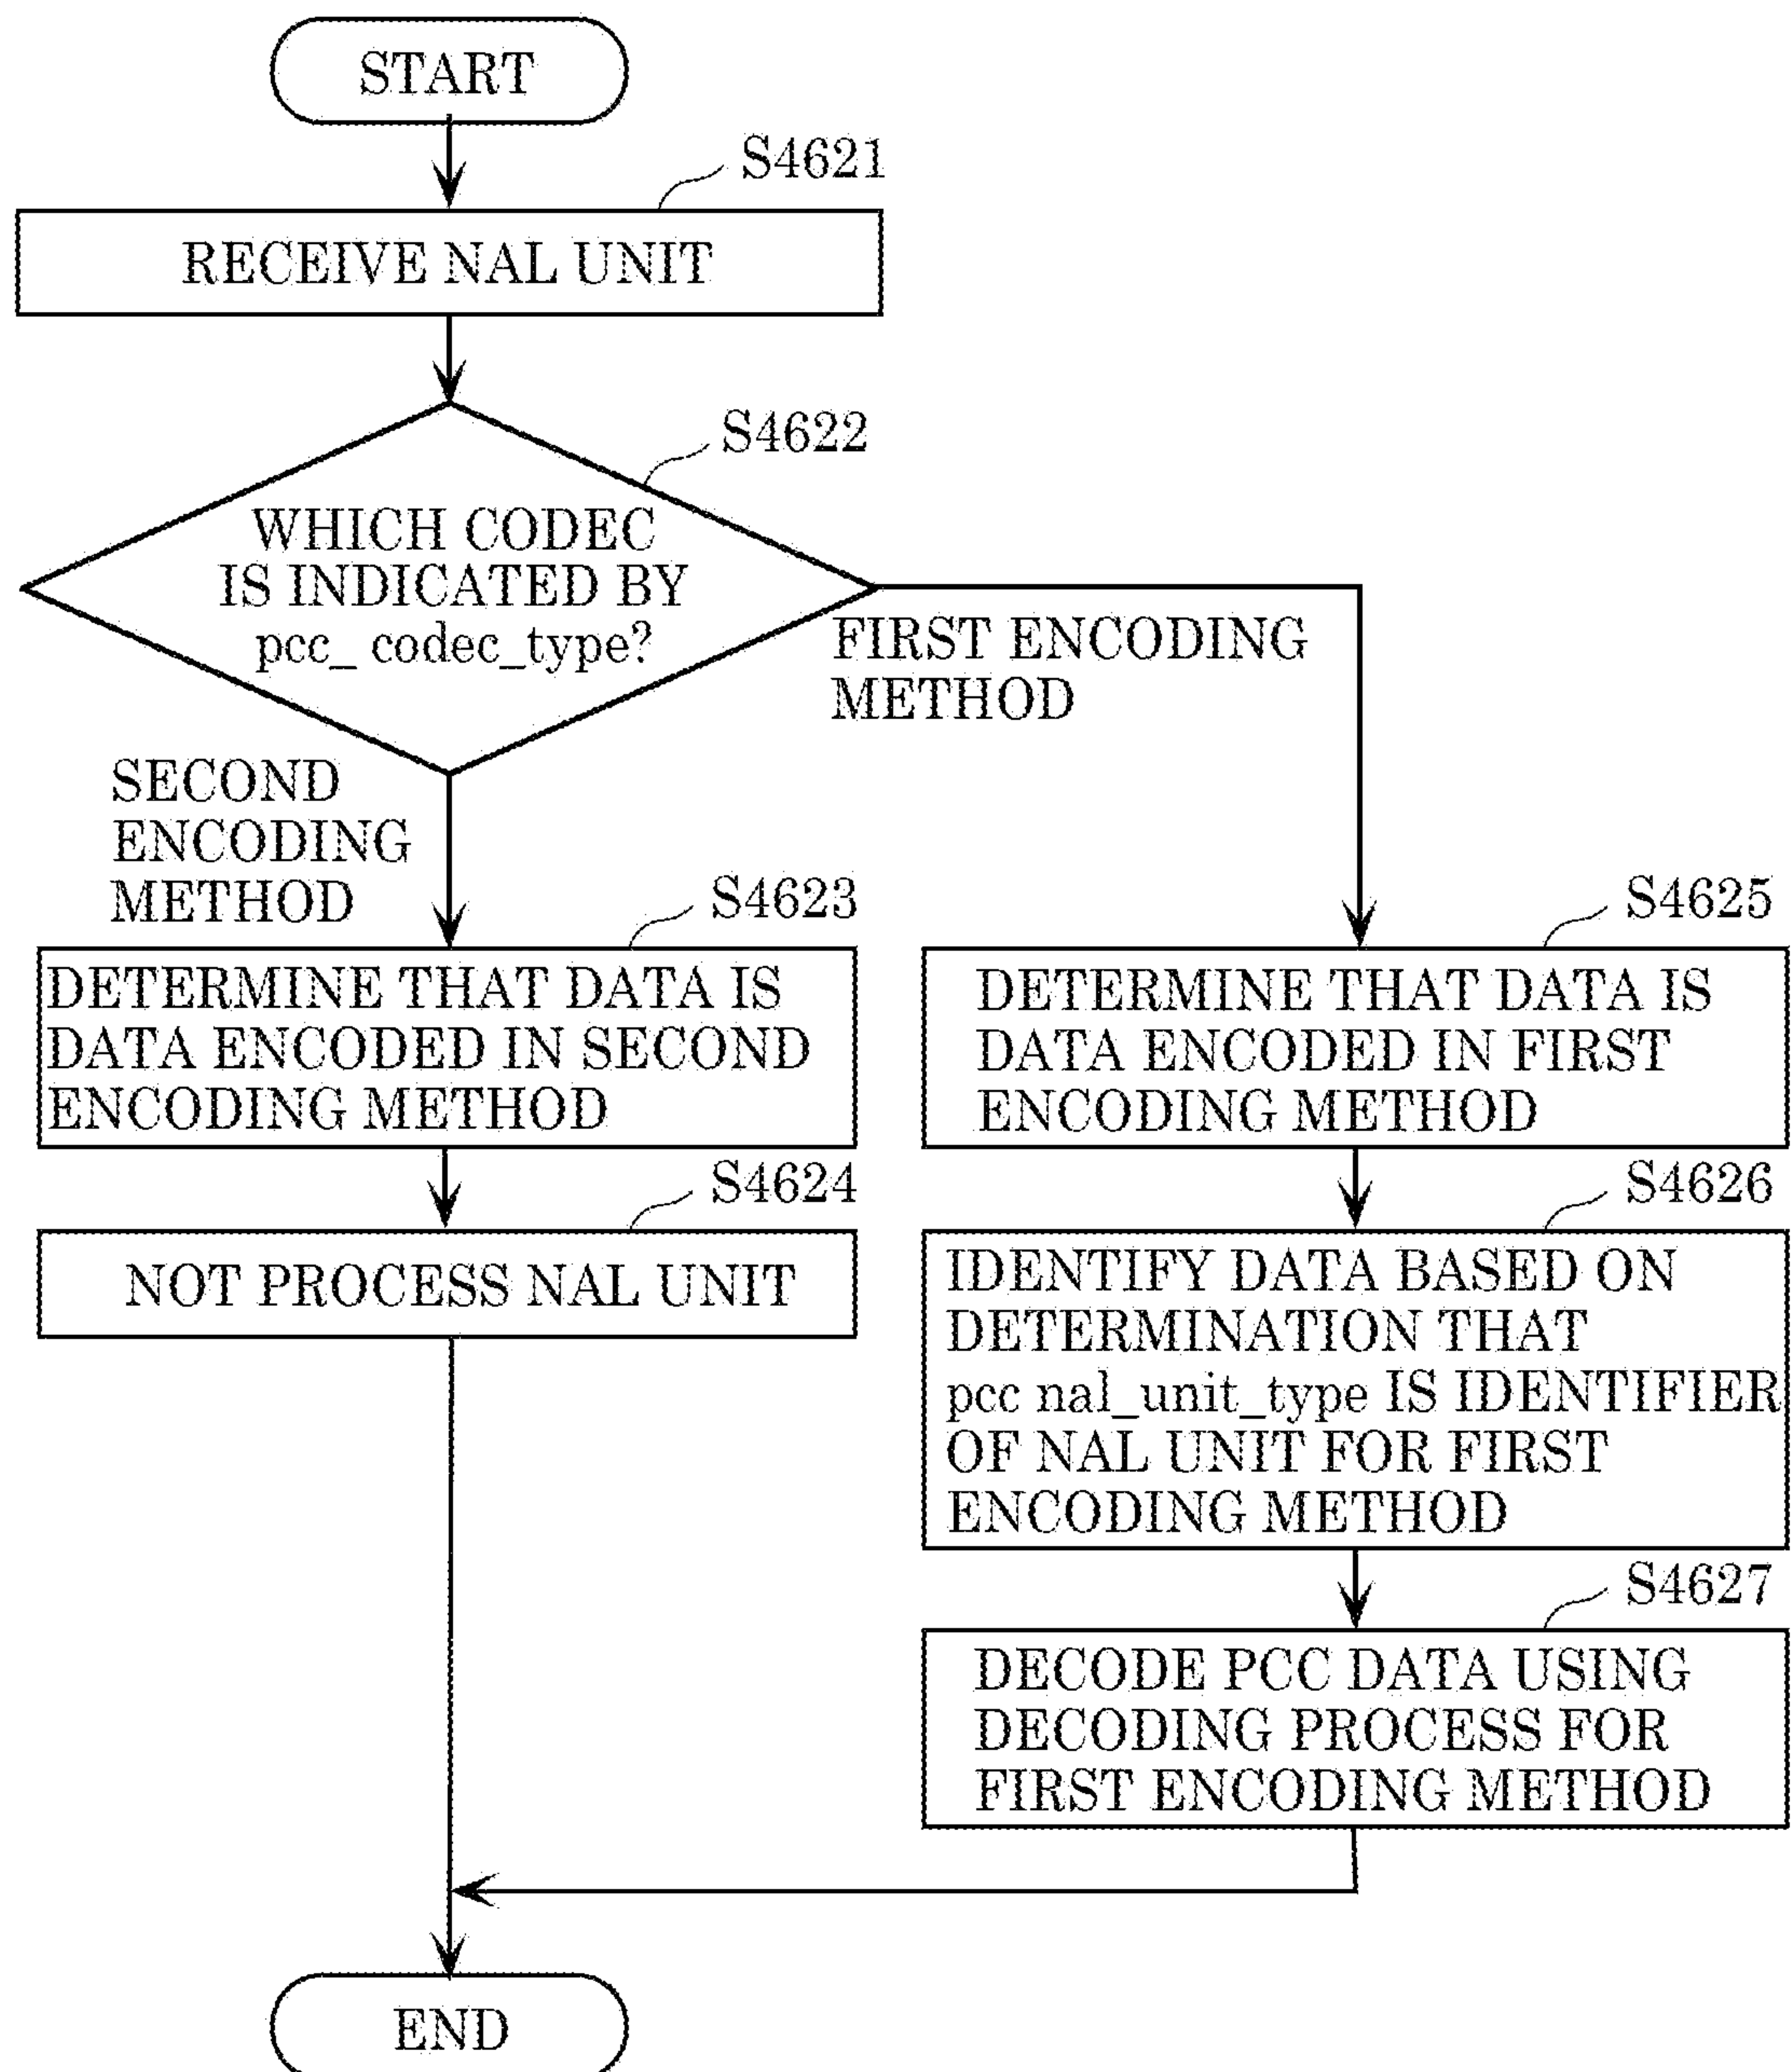 START
S4621
RECEIVE NAL UNIT
S4622
WHICH CODEC
IS INDICATED BY
pcc_ codec_type?
FIRST ENCODING
METHOD
SECOND
ENCODING
METHOD
S4623
DETERMINE THAT DATA IS
DATA ENCODED IN SECOND
ENCODING METHOD
S4624
NOT PROCESS NAL UNIT
S4625
DETERMINE THAT DATA IS
DATA ENCODED IN FIRST
ENCODING METHOD
S4626
IDENTIFY DATA BASED ON
DETERMINATION THAT
pcc nal_unit_type IS IDENTIFIER
OF NAL UNIT FOR FIRST
ENCODING METHOD
S4627
DECODE PCC DATA USING
DECODING PROCESS FOR
FIRST ENCODING METHOD
END